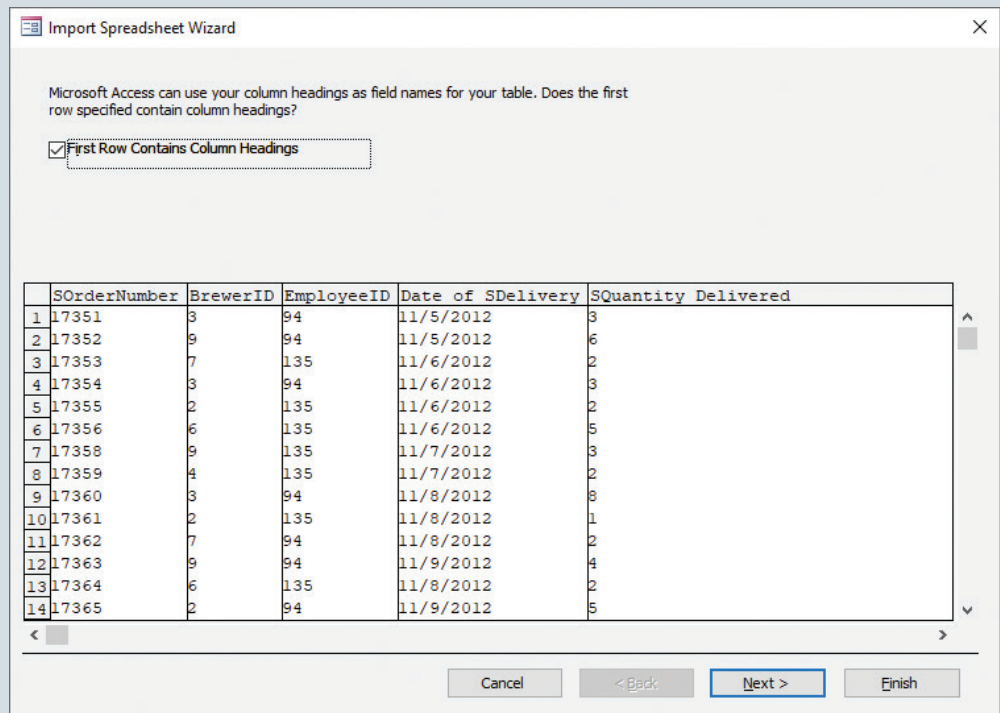 Import Spreadsheet Wizard
Microsoft Access can use your column headings as field names for your table. Does the first
row specified contain column headings?
First Row Contains Column Headings
SOrderNumber BrewerID EmployeeID Date of SDelivery SQuantity Delivered
1 17351 3 94 11/5/2012 3
2 17352 9 94 11/5/2012 6
3 17353 7 135 11/6/2012 2
4 17354 3 94 11/6/2012 3
5 17355 2 135 11/6/2012 2
6 17356 6 135 11/6/2012 5
7 17358 9 135 11/7/2012 3
8 17359 4 135 11/7/2012 2
9 17360 3 94 11/8/2012 8
10 17361 2 135 11/8/2012 1
11 17362 7 94 11/8/2012 2
12 17363 9 94 11/9/2012 4
13 17364 6 135 11/8/2012 2
14 17365 2 94 11/9/2012 5
Cancel < Back Next > Finish